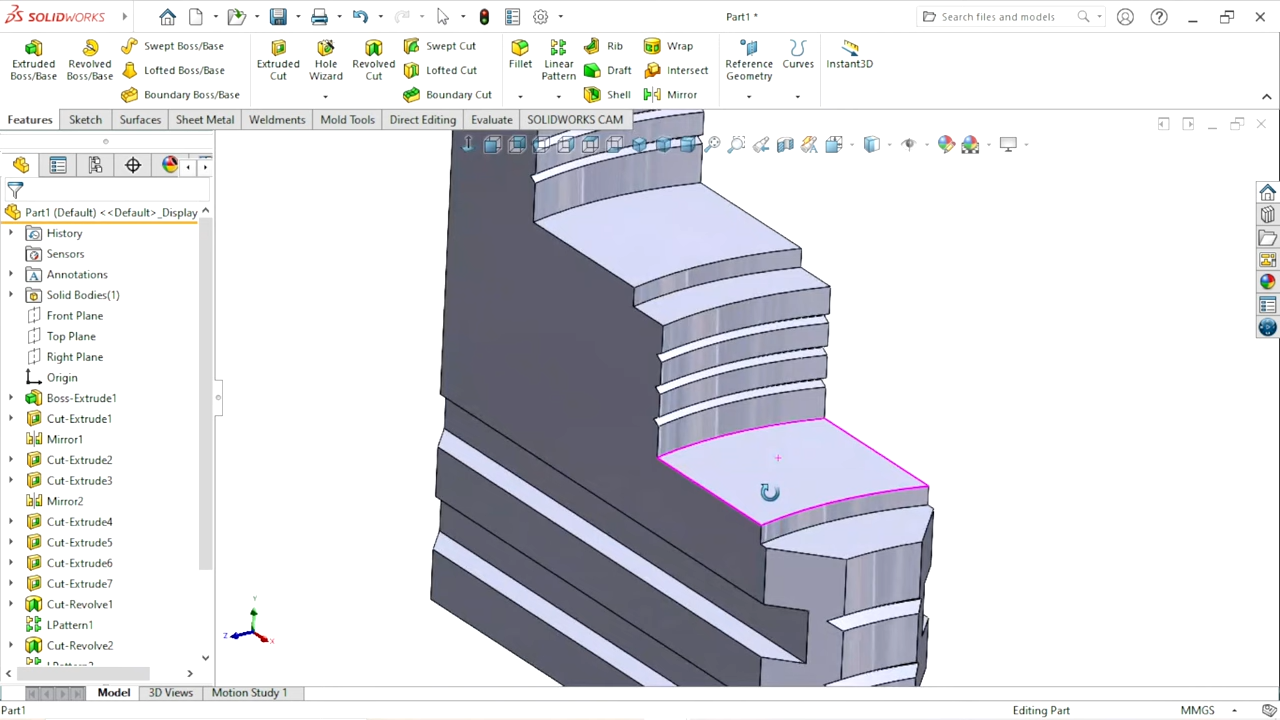 SOLIDWORKS
Part1 *
Search files and models
Extruded Boss/Base
Revolved Boss/Base
Swept Boss/Base
Lofted Boss/Base
Boundary Boss/Base
Extruded Cut
Hole Wizard
Revolved Cut
Swept Cut
Lofted Cut
Boundary Cut
Fillet
Linear Pattern
Rib
Draft
Shell
Wrap
Intersect
Mirror
Reference Geometry
Curves
Instant3D
Features
Sketch
Surfaces
Sheet Metal
Weldments
Mold Tools
Direct Editing
Evaluate
SOLIDWORKS CAM
Part1 (Default) <<Default>_Display
History
Sensors
Annotations
Solid Bodies(1)
Front Plane
Top Plane
Right Plane
Origin
Boss-Extrude1
Cut-Extrude1
Mirror1
Cut-Extrude2
Cut-Extrude3
Mirror2
Cut-Extrude4
Cut-Extrude5
Cut-Extrude6
Cut-Extrude7
Cut-Revolve1
LPattern1
Cut-Revolve2
LPattern2
Y
Z
X
Model
3D Views
Motion Study 1
Part1
Editing Part
MMGS